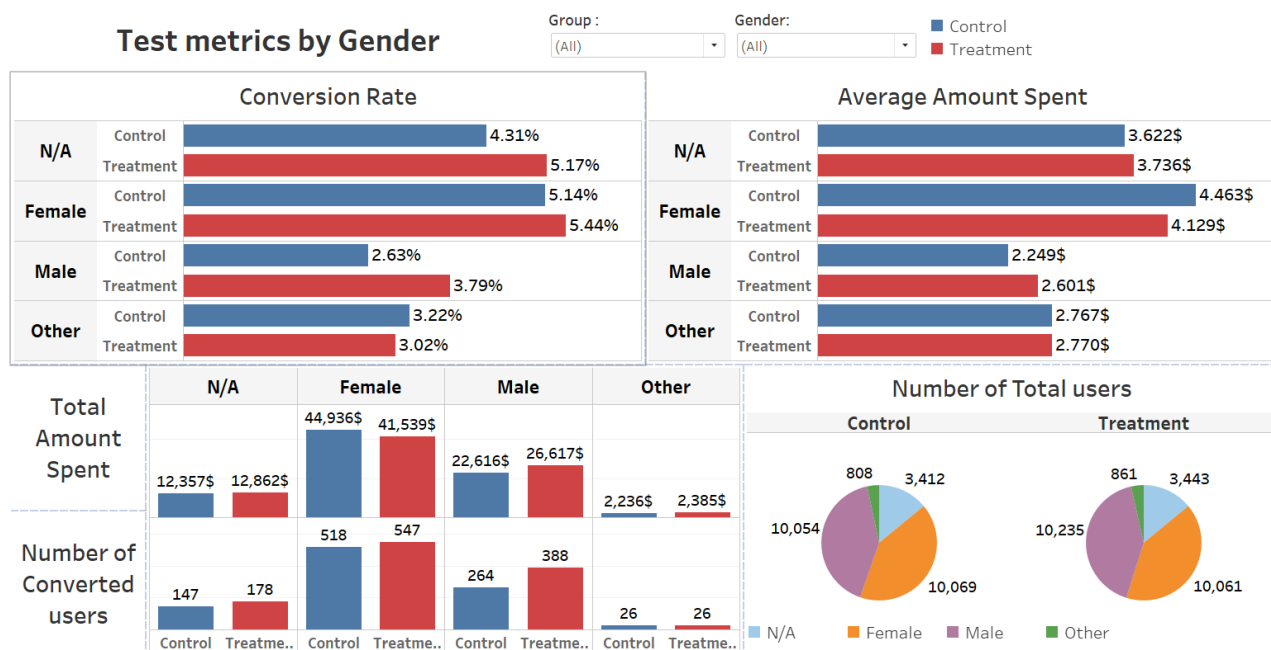 Test metrics by Gender
Group :
(All)
Gender:
(All)
Control
Treatment
Conversion Rate
N/A
Control
4.31%
Treatment
5.17%
Female
Control
5.14%
Treatment
5.44%
Male
Control
2.63%
Treatment
3.79%
Other
Control
3.22%
Treatment
3.02%
Average Amount Spent
N/A
Control
3.622$
Treatment
3.736$
Female
Control
4.463$
Treatment
4.129$
Male
Control
2.249$
Treatment
2.601$
Other
Control
2.767$
Treatment
2.770$
Total
Amount
Spent
Number of
Converted
users
N/A
Female
Male
Other
12,357$
12,862$
44,936$
41,539$
22,616$
26,617$
2,236$
2,385$
147
178
518
547
264
388
26
26
Control
Treatme..
Control
Treatme..
Control
Treatme..
Control
Treatme..
Number of Total users
Control
Treatment
808
3,412
10,054
10,069
861
3,443
10,235
10,061
N/A
Female
Male
Other